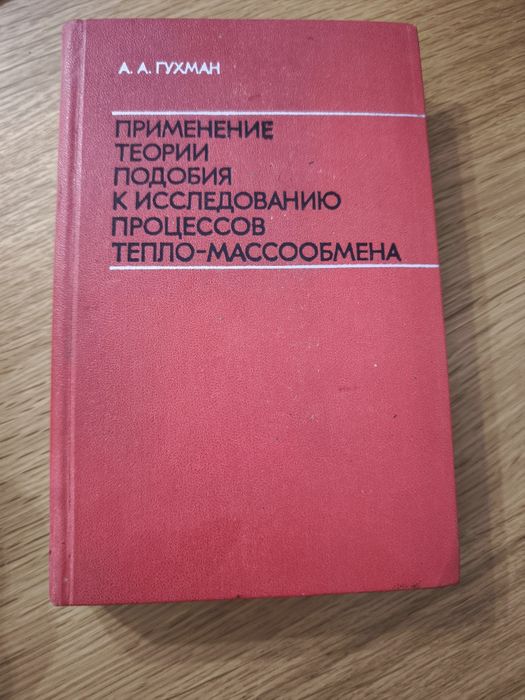 А. А. ГУХМАН
ПРИМЕНЕНИЕ
ТЕОРИИ
ПОДОБИЯ
К ИССЛЕДОВАНИЮ
ПРОЦЕССОВ
ТЕПЛО-МАССООБМЕНА